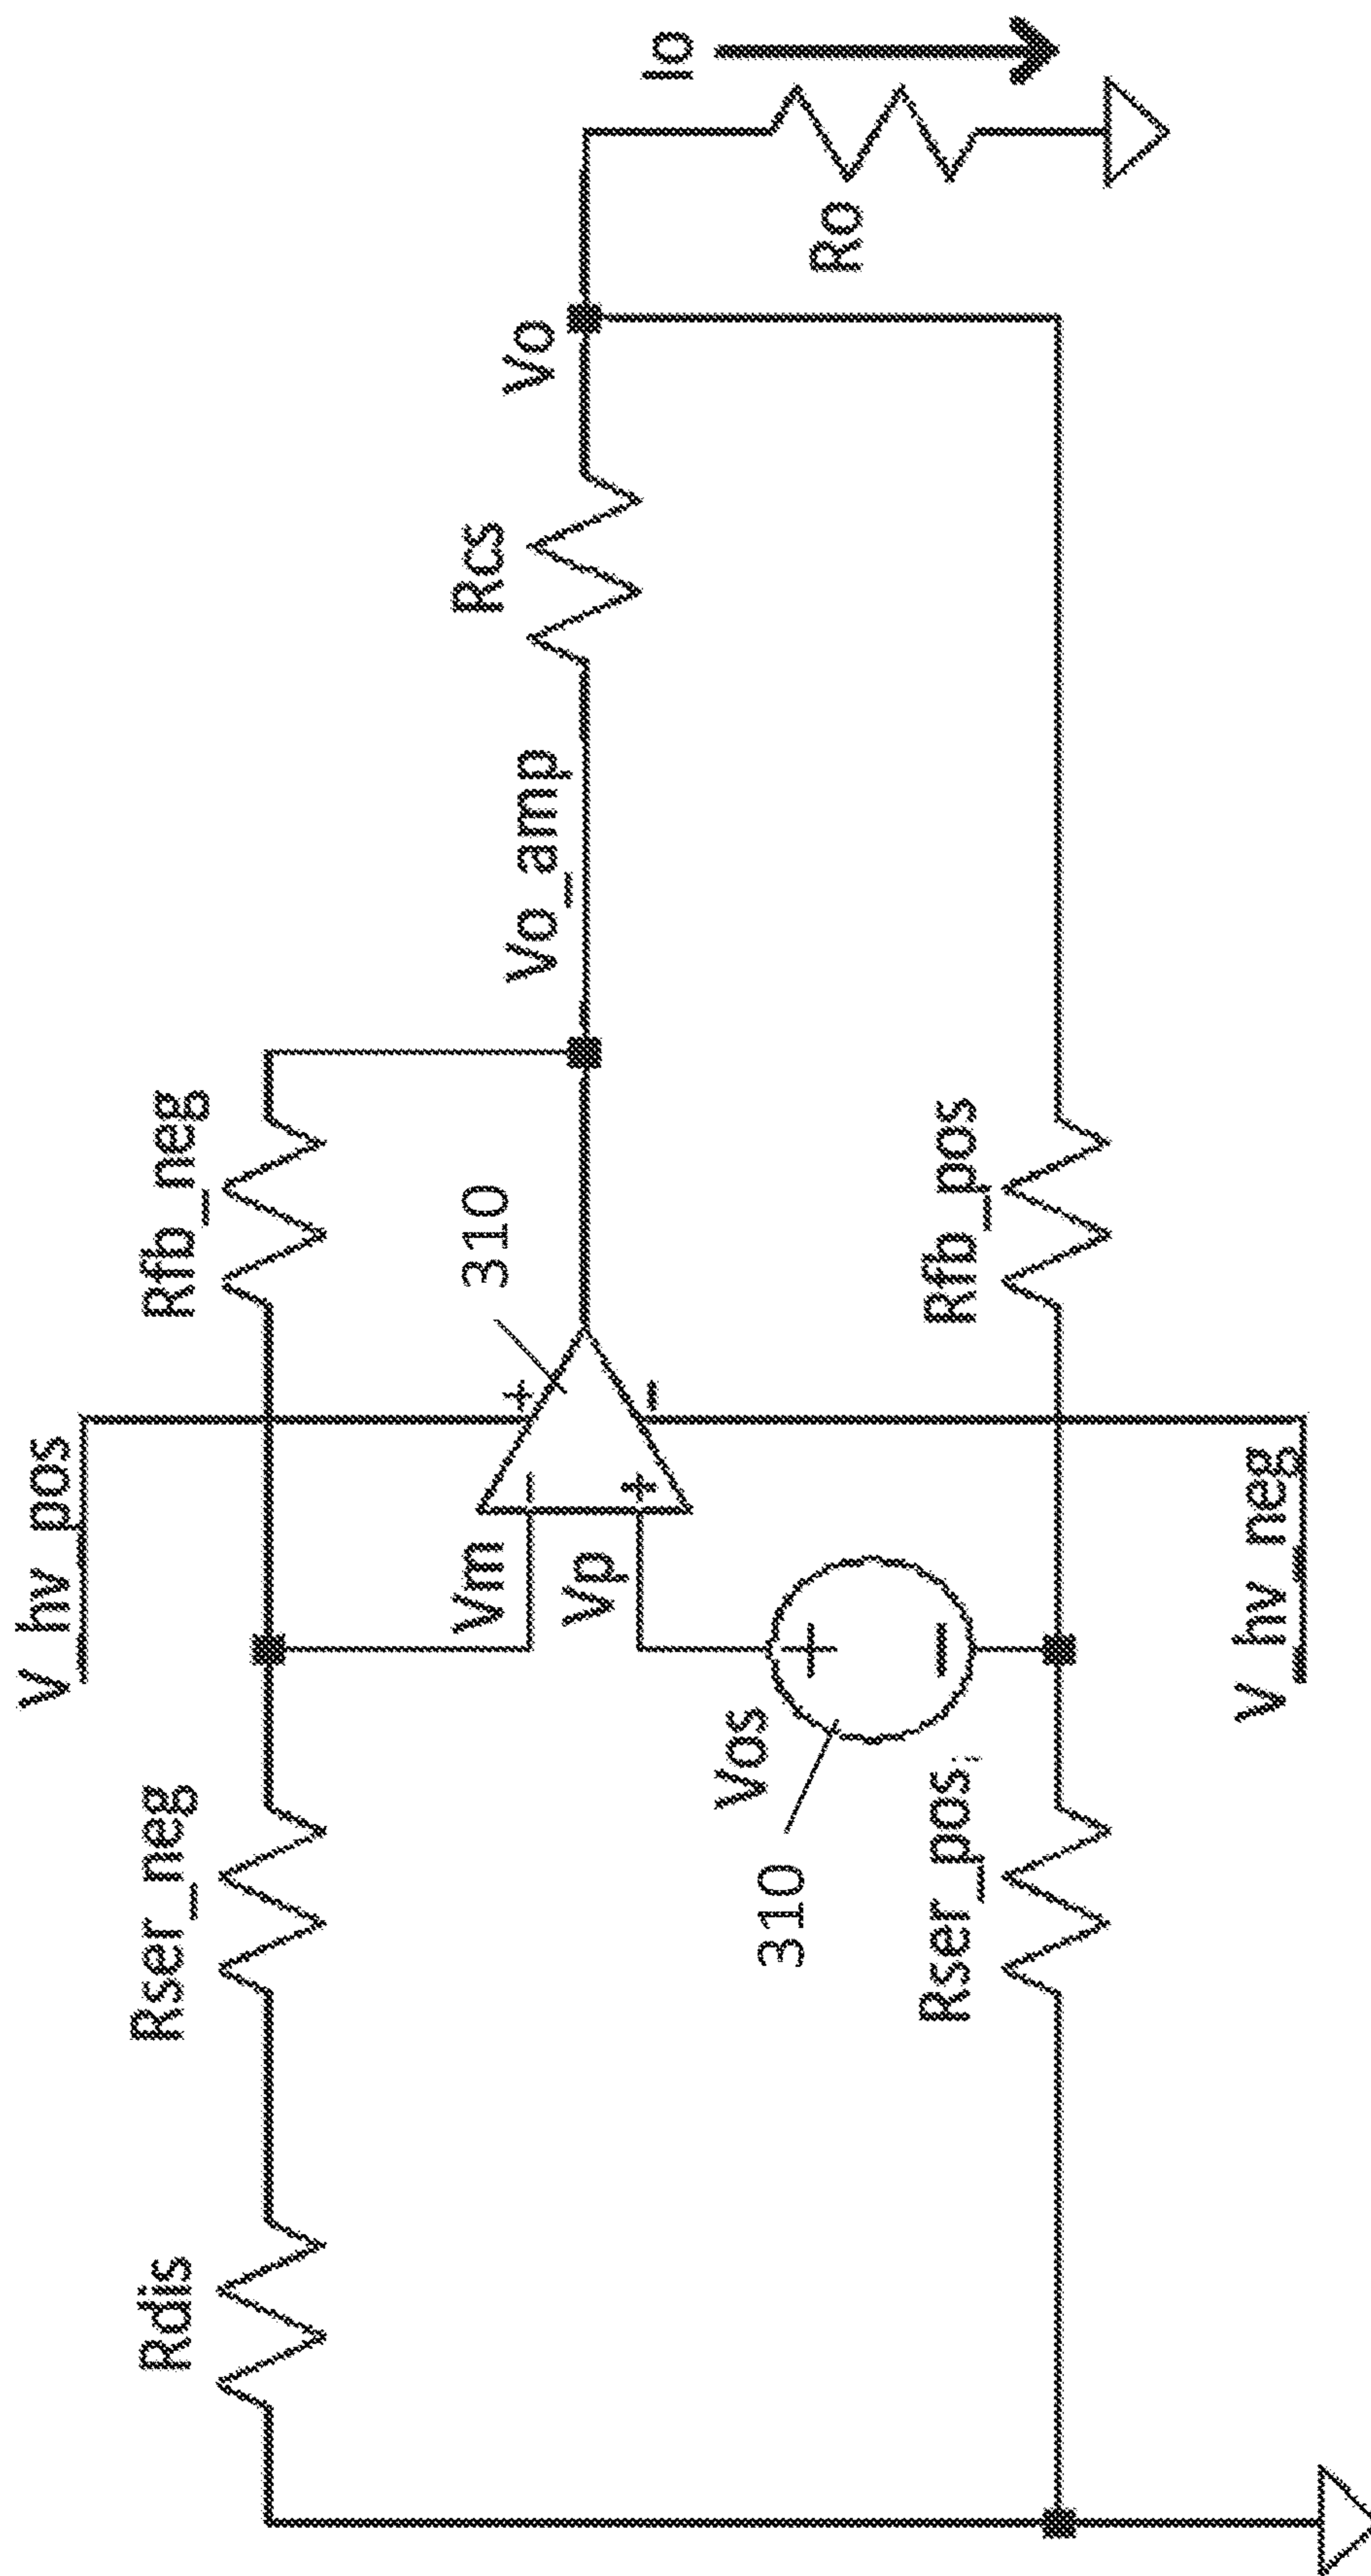 V_hv_pos
Rdis
Rser_neg
Rfb_neg
310
Vm
+
−
Vo_amp
Rcs
Vo
Io
Vp
+
−
Vos
+
−
310
Ro
Rser_pos
Rfb_pos
V_hv_neg